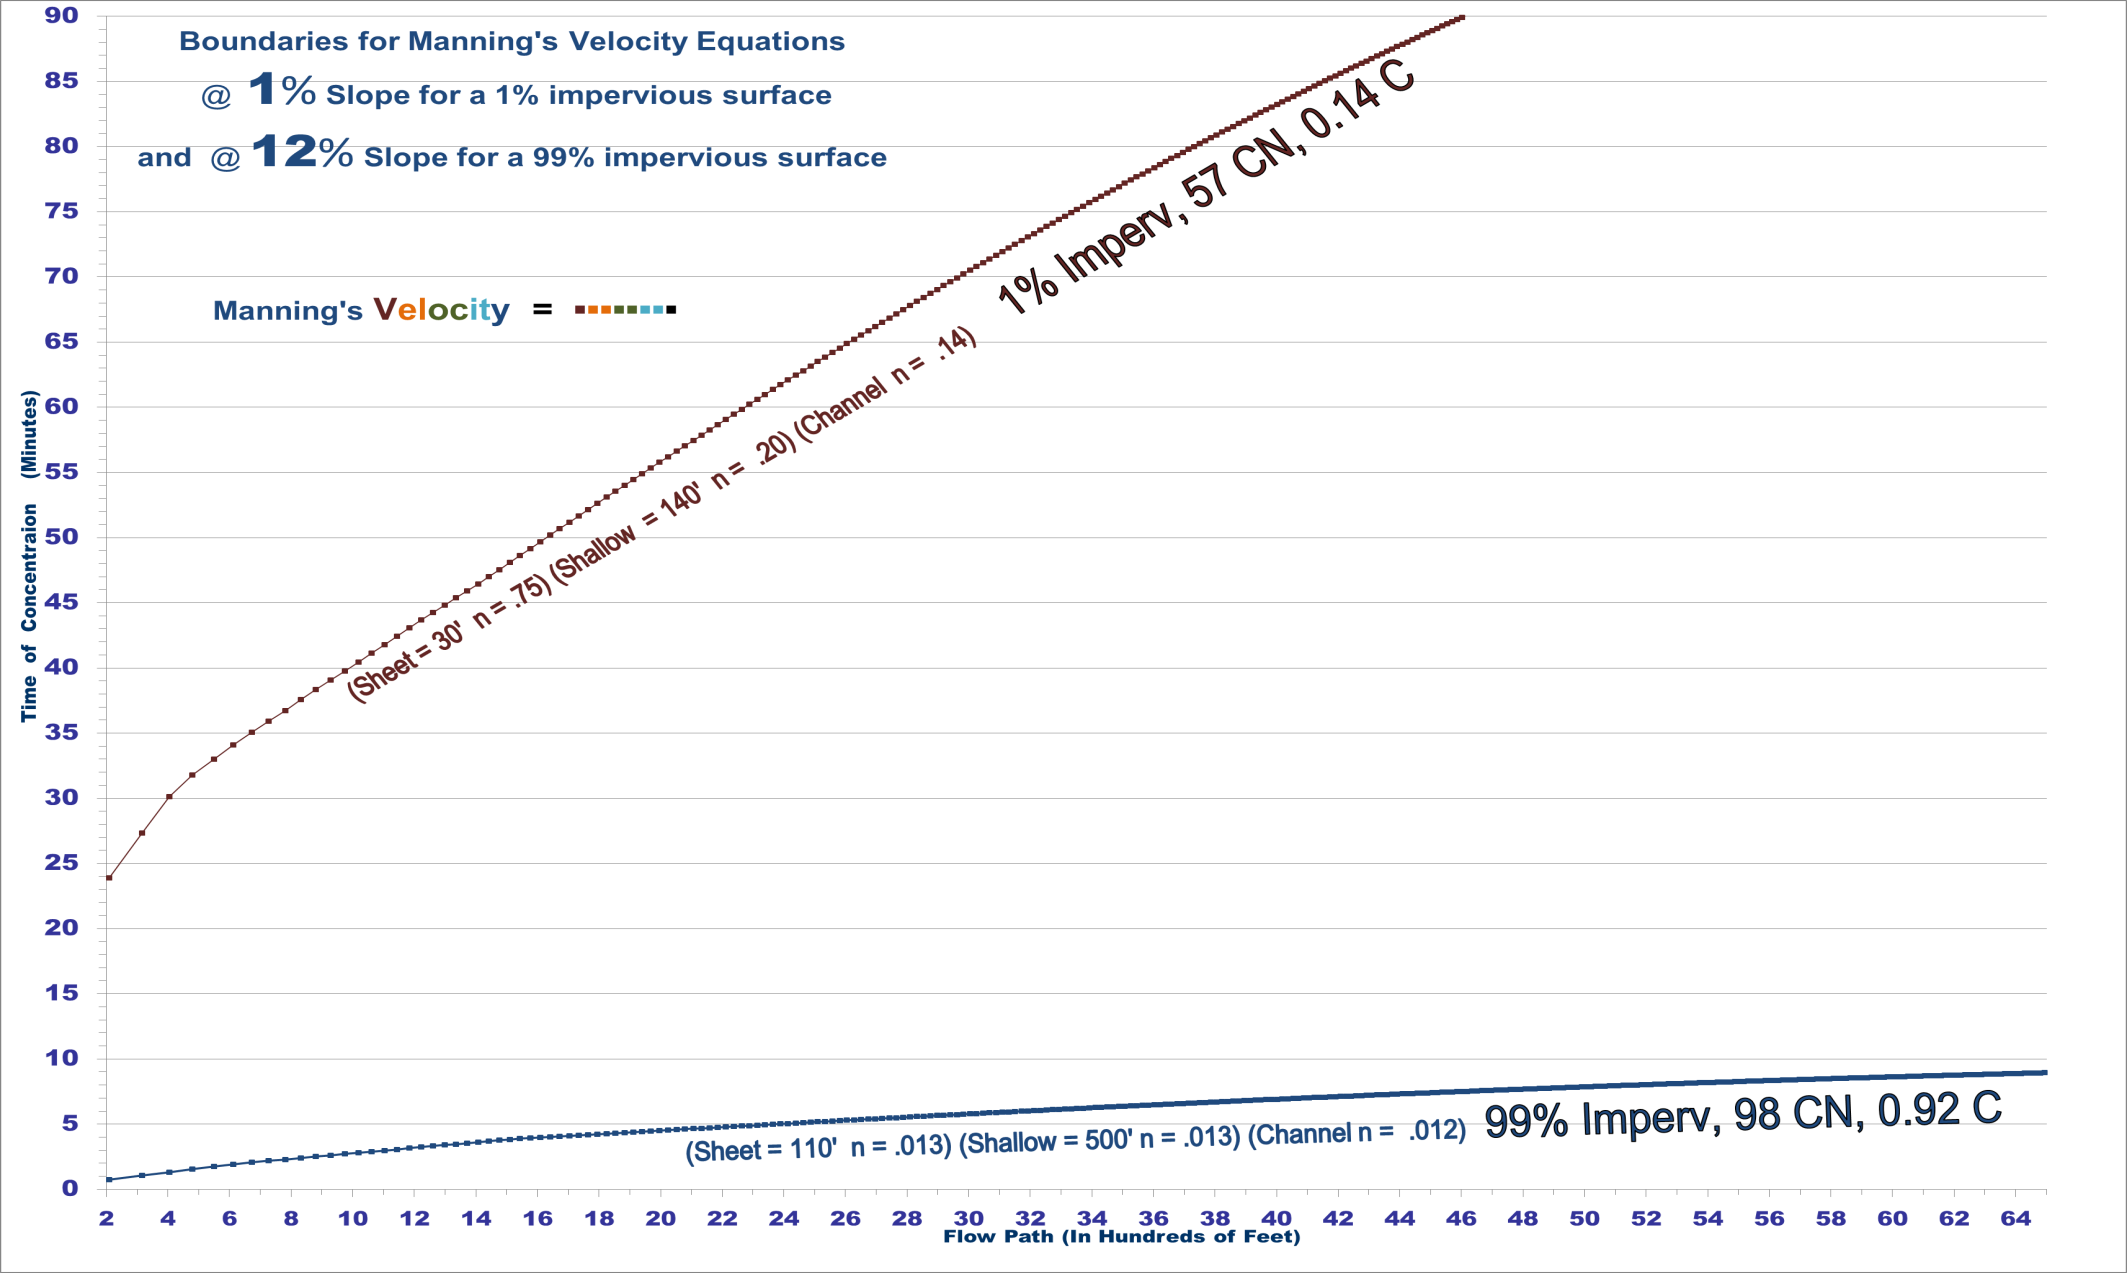 Boundaries for Manning's Velocity Equations
@ 1% Slope for a 1% impervious surface
and @ 12% Slope for a 99% impervious surface
Manning's Velocity =
1% Imperv, 57 CN, 0.14 C
(Sheet = 30' n = .75) (Shallow = 140' n = .20) (Channel n = .14)
99% Imperv, 98 CN, 0.92 C
(Sheet = 110' n = .013) (Shallow = 500' n = .013) (Channel n = .012)
Time of Concentraion (Minutes)
90
85
80
75
70
65
60
55
50
45
40
35
30
25
20
15
10
5
0
2 4 6 8 10 12 14 16 18 20 22 24 26 28 30 32 34 36 38 40 42 44 46 48 50 52 54 56 58 60 62 64
Flow Path (In Hundreds of Feet)